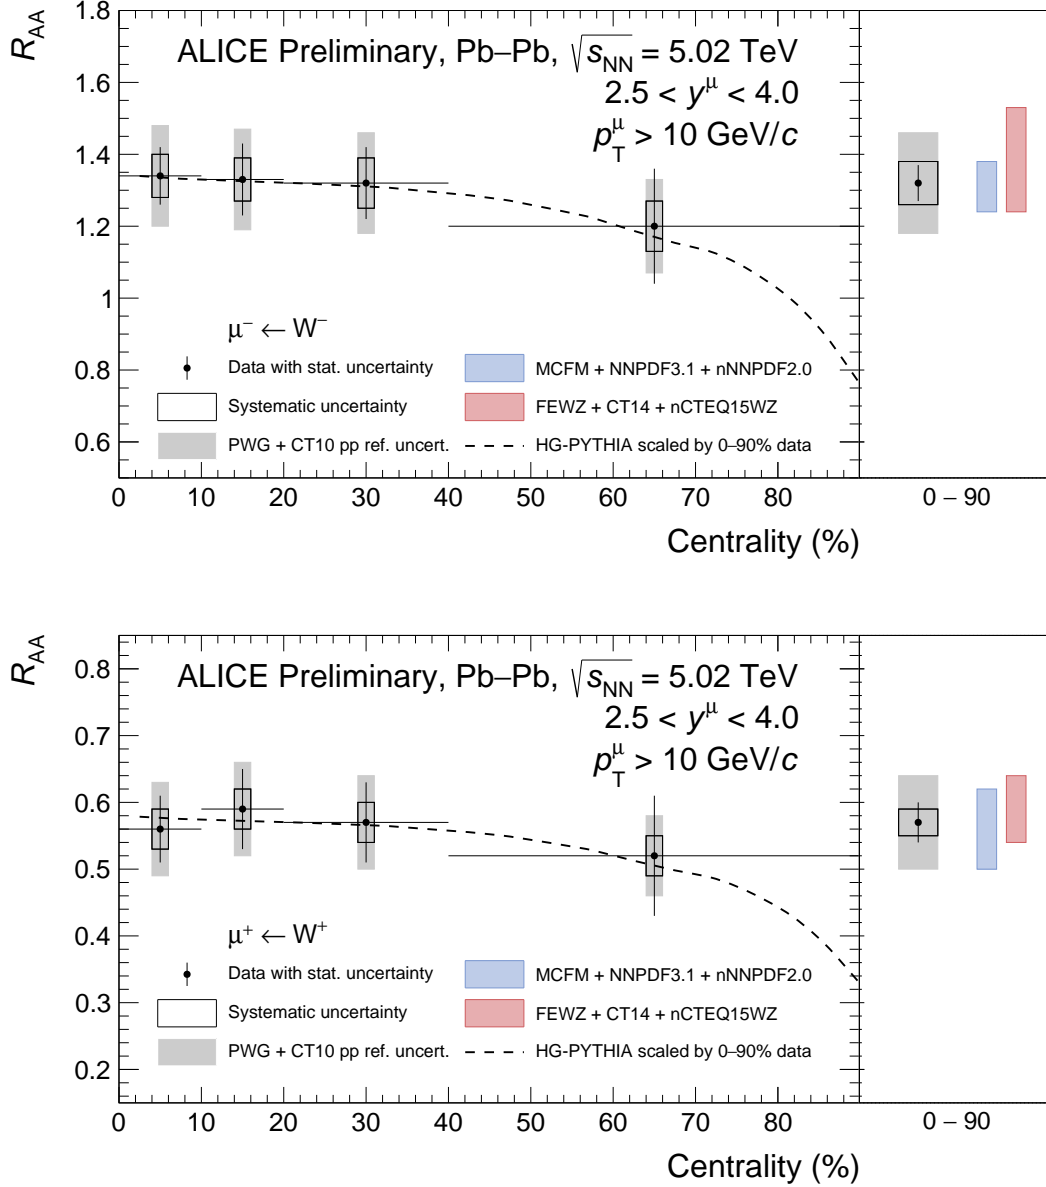 R_AA
1.8
1.6
1.4
1.2
1
0.8
0.6
ALICE Preliminary, Pb–Pb, √s_NN = 5.02 TeV
2.5 < y^μ < 4.0
p_T^μ > 10 GeV/c
μ⁻ ← W⁻
Data with stat. uncertainty
Systematic uncertainty
PWG + CT10 pp ref. uncert.
MCFM + NNPDF3.1 + nNNPDF2.0
FEWZ + CT14 + nCTEQ15WZ
HG-PYTHIA scaled by 0–90% data
0 10 20 30 40 50 60 70 80
0 – 90
Centrality (%)
R_AA
0.8
0.7
0.6
0.5
0.4
0.3
0.2
ALICE Preliminary, Pb–Pb, √s_NN = 5.02 TeV
2.5 < y^μ < 4.0
p_T^μ > 10 GeV/c
μ⁺ ← W⁺
Data with stat. uncertainty
Systematic uncertainty
PWG + CT10 pp ref. uncert.
MCFM + NNPDF3.1 + nNNPDF2.0
FEWZ + CT14 + nCTEQ15WZ
HG-PYTHIA scaled by 0–90% data
0 10 20 30 40 50 60 70 80
0 – 90
Centrality (%)